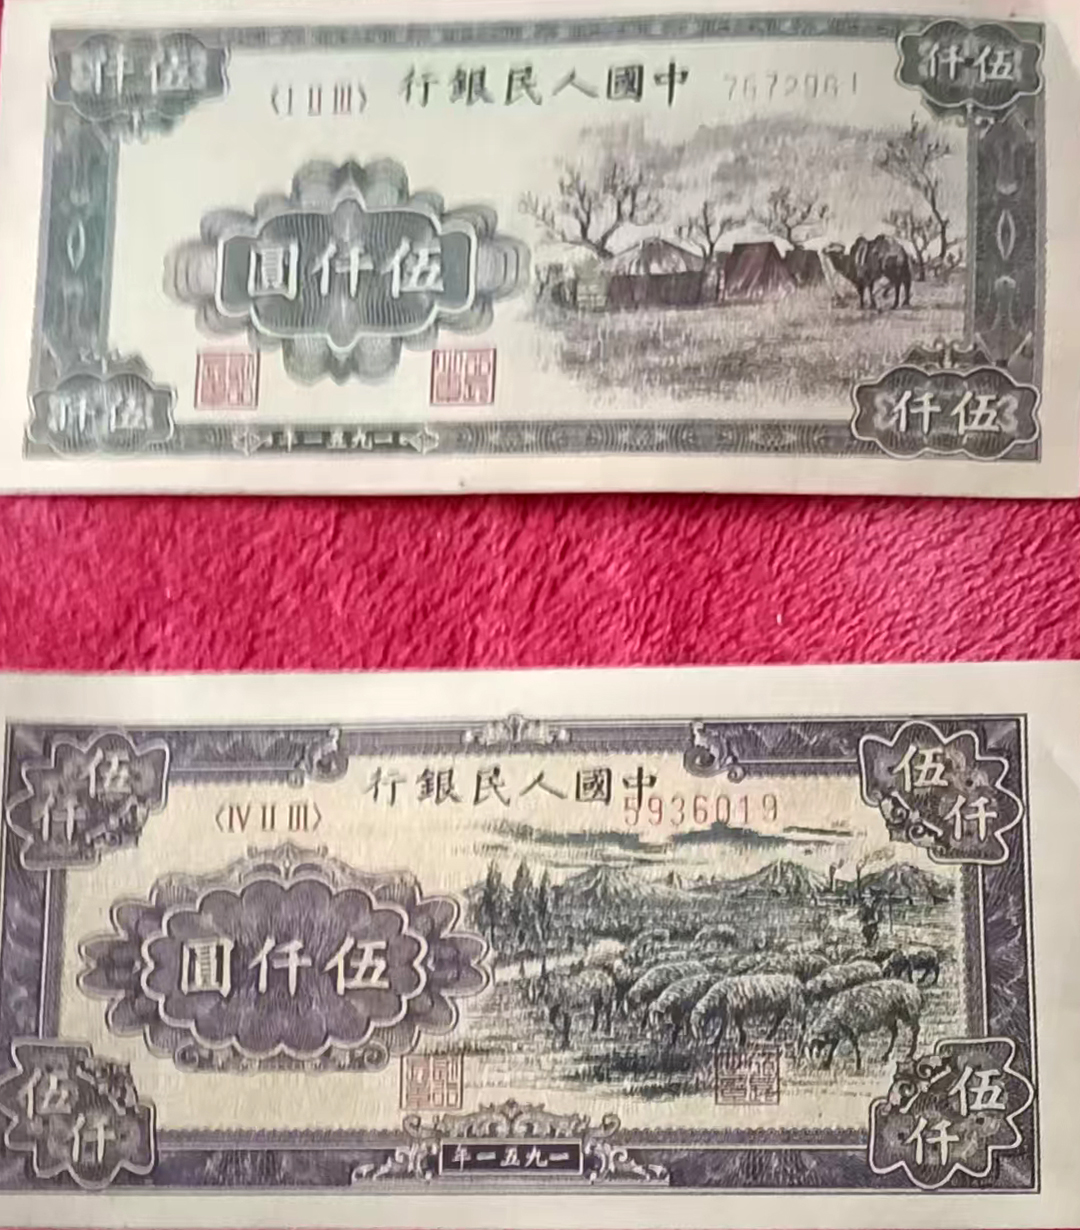 伍仟
伍仟
中國人民銀行
〈I II III〉
7672961
伍仟圓
伍仟
伍仟
一九五一年
伍仟
伍仟
中國人民銀行
〈IV II III〉
5936019
伍仟圓
伍仟
伍仟
一九五一年